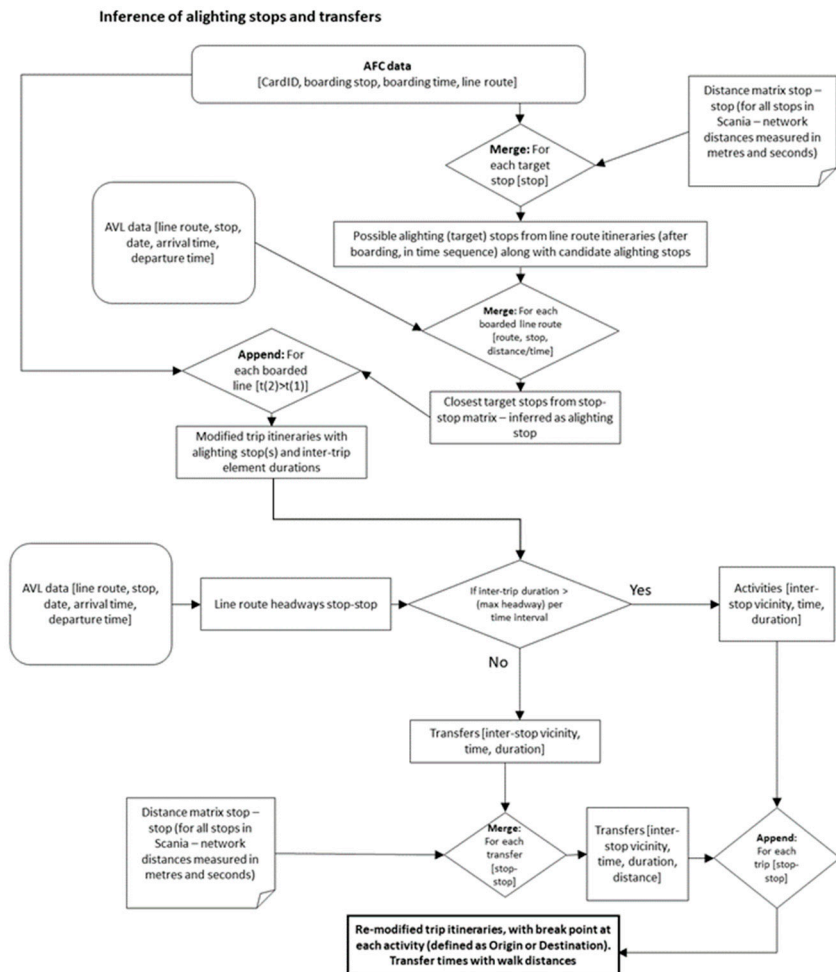 Inference of alighting stops and transfers
AFC data
[CardID, boarding stop, boarding time, line route]
Distance matrix stop –
stop (for all stops in
Scania – network
distances measured in
metres and seconds)
Merge: For
each target
stop [stop]
AVL data [line route, stop,
date, arrival time,
departure time]
Possible alighting (target) stops from line route itineraries (after
boarding, in time sequence) along with candidate alighting stops
Merge: For each
boarded line route
[route, stop,
distance/time]
Append: For
each boarded
line [t(2)>t(1)]
Closest target stops from stop-
stop matrix – inferred as alighting
stop
Modified trip itineraries with
alighting stop(s) and inter-trip
element durations
AVL data [line route, stop,
date, arrival time,
departure time]
Line route headways stop-stop
If inter-trip duration >
(max headway) per
time interval
Yes
Activities [inter-
stop vicinity, time,
duration]
No
Transfers [inter-stop vicinity,
time, duration]
Distance matrix stop –
stop (for all stops in
Scania – network
distances measured in
metres and seconds)
Merge:
For each
transfer
[stop-
stop]
Transfers [inter-
stop vicinity,
time, duration,
distance]
Append:
For each
trip [stop-
stop]
Re-modified trip itineraries, with break point at
each activity (defined as Origin or Destination).
Transfer times with walk distances